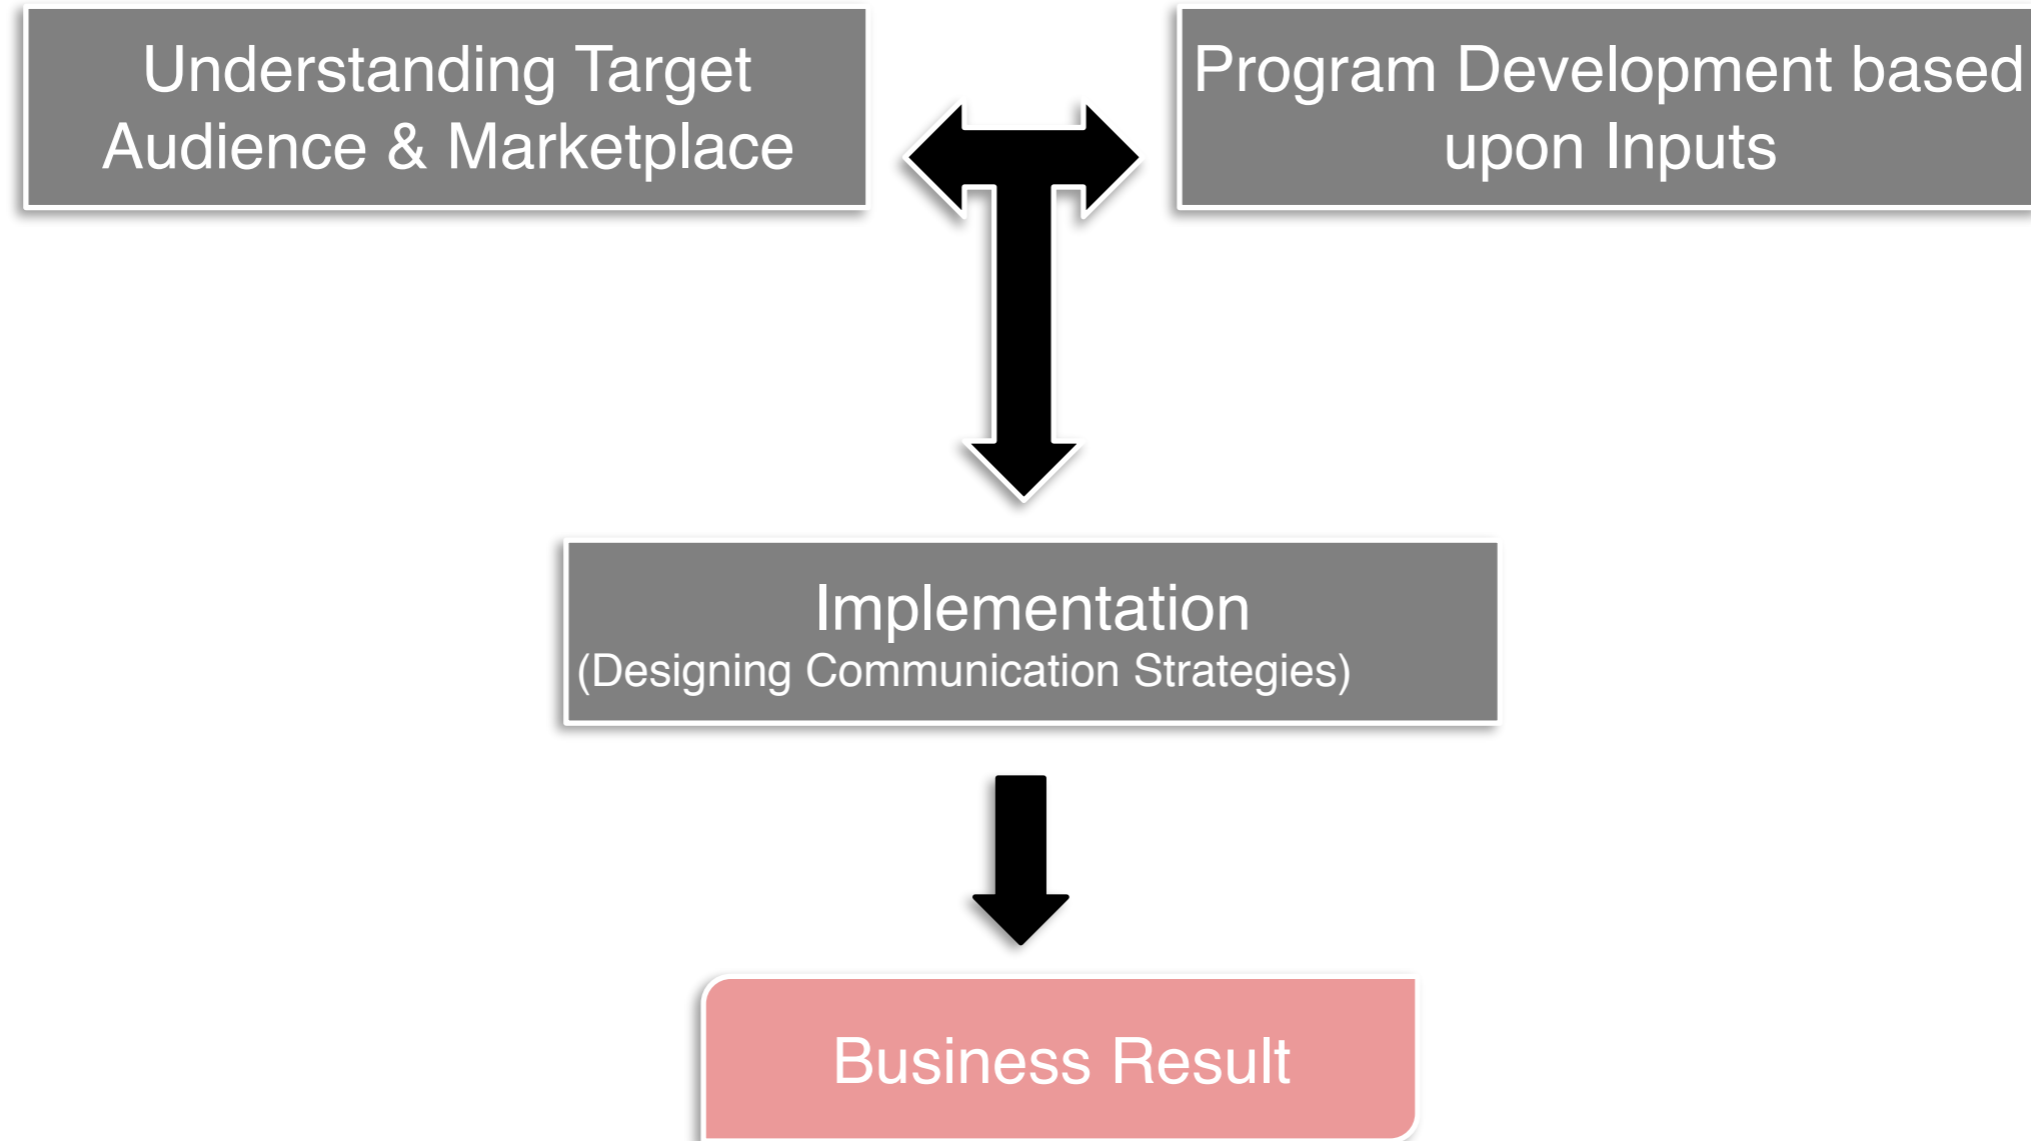 Understanding Target
Audience & Marketplace
Program Development based
upon Inputs
Implementation
(Designing Communication Strategies)
Business Result